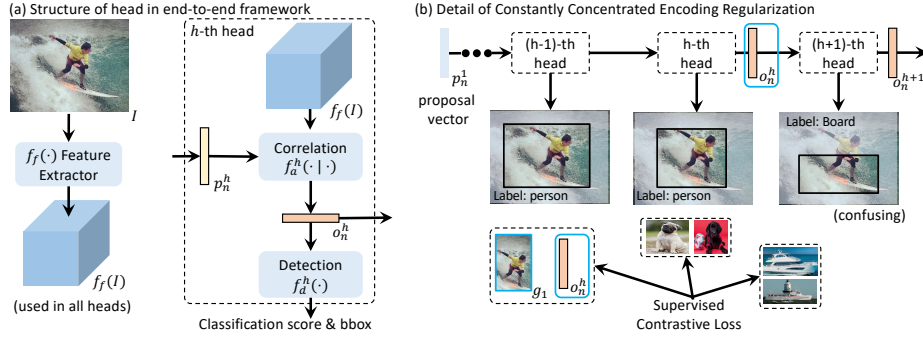 (a) Structure of head in end-to-end framework
I
f_f(·) Feature
Extractor
f_f(I)
(used in all heads)
h-th head
f_f(I)
p_n^h
Correlation
f_a^h(· | ·)
o_n^h
Detection
f_d^h(·)
Classification score & bbox
(b) Detail of Constantly Concentrated Encoding Regularization
p_n^1
proposal
vector
(h-1)-th
head
h-th
head
o_n^h
(h+1)-th
head
o_n^{h+1}
Label: person
Label: person
Label: Board
(confusing)
g_1
o_n^h
Supervised
Contrastive Loss